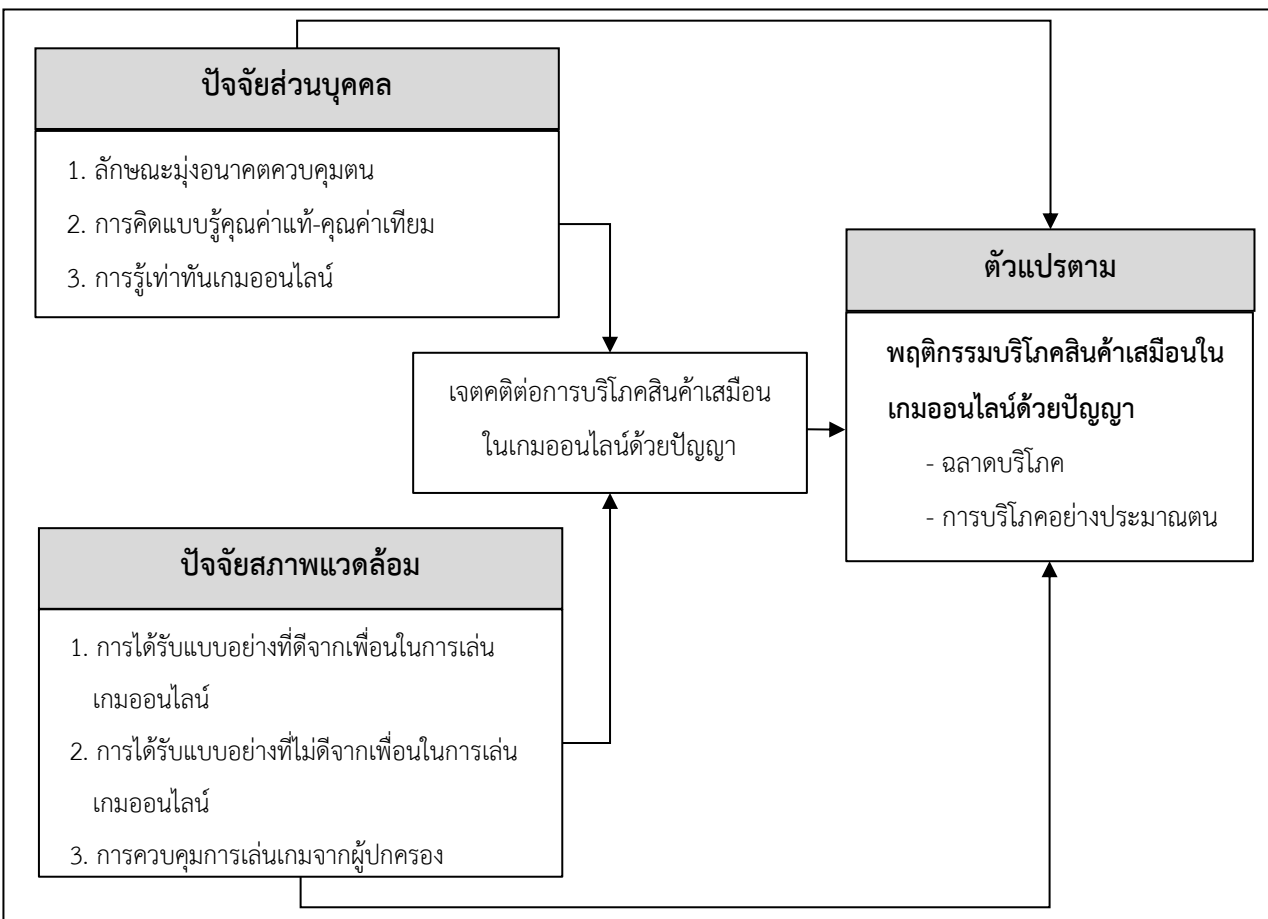 ปัจจัยส่วนบุคคล
1. ลักษณะมุ่งอนาคตควบคุมตน
2. การคิดแบบรู้คุณค่าแท้-คุณค่าเทียม
3. การรู้เท่าทันเกมออนไลน์
เจตคติต่อการบริโภคสินค้าเสมือน
ในเกมออนไลน์ด้วยปัญญา
ตัวแปรตาม
พฤติกรรมบริโภคสินค้าเสมือนใน
เกมออนไลน์ด้วยปัญญา
- ฉลาดบริโภค
- การบริโภคอย่างประมาณตน
ปัจจัยสภาพแวดล้อม
1. การได้รับแบบอย่างที่ดีจากเพื่อนในการเล่น
เกมออนไลน์
2. การได้รับแบบอย่างที่ไม่ดีจากเพื่อนในการเล่น
เกมออนไลน์
3. การควบคุมการเล่นเกมจากผู้ปกครอง